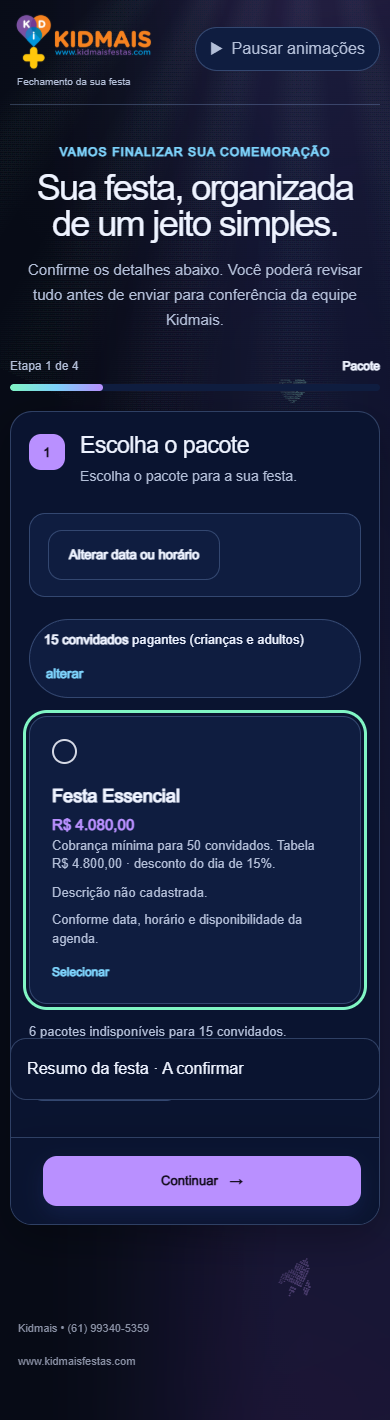 K D
i
KIDMAIS
www.kidmaisfestas.com
Fechamento da sua festa
▶ Pausar animações
VAMOS FINALIZAR SUA COMEMORAÇÃO
Sua festa, organizada
de um jeito simples.
Confirme os detalhes abaixo. Você poderá revisar
tudo antes de enviar para conferência da equipe
Kidmais.
Etapa 1 de 4
Pacote
1
Escolha o pacote
Escolha o pacote para a sua festa.
Alterar data ou horário
15 convidados pagantes (crianças e adultos)
alterar
Festa Essencial
R$ 4.080,00
Cobrança mínima para 50 convidados. Tabela
R$ 4.800,00 · desconto do dia de 15%.
Descrição não cadastrada.
Conforme data, horário e disponibilidade da
agenda.
Selecionar
6 pacotes indisponíveis para 15 convidados.
Resumo da festa · A confirmar
Continuar →
Kidmais • (61) 99340-5359
www.kidmaisfestas.com